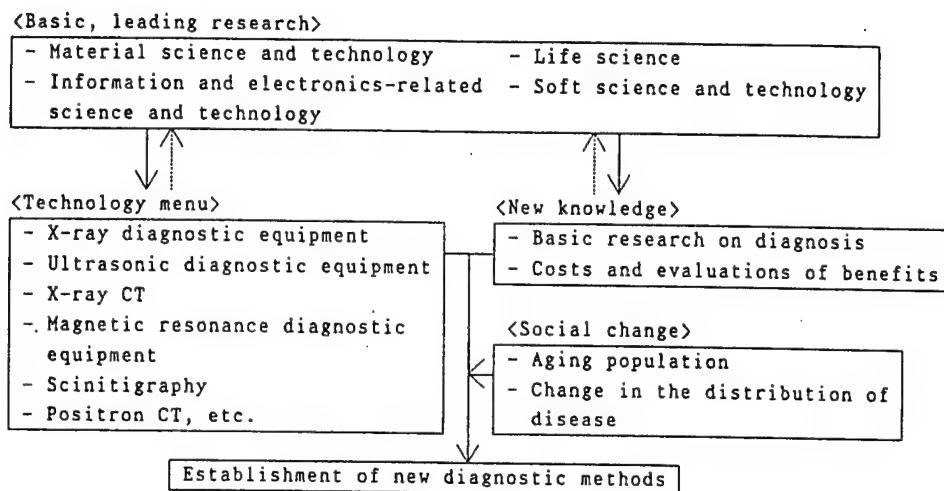 <Basic, leading research>
- Material science and technology
- Information and electronics-related
science and technology
- Life science
- Soft science and technology
<Technology menu>
- X-ray diagnostic equipment
- Ultrasonic diagnostic equipment
- X-ray CT
- Magnetic resonance diagnostic
equipment
- Scinitigraphy
- Positron CT, etc.
<New knowledge>
- Basic research on diagnosis
- Costs and evaluations of benefits
<Social change>
- Aging population
- Change in the distribution of
disease
Establishment of new diagnostic methods